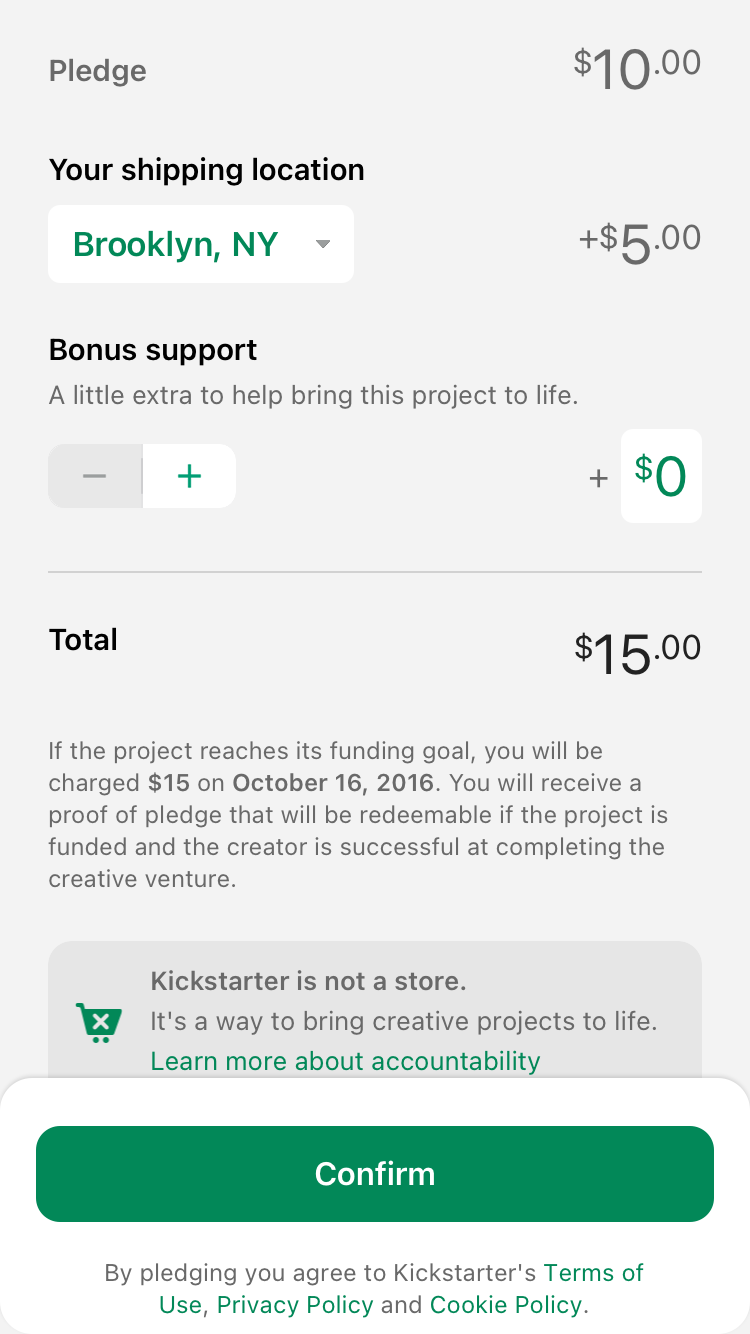 Pledge $10.00
Your shipping location
Brooklyn, NY +$5.00
Bonus support
A little extra to help bring this project to life.
− + + $0
Total $15.00
If the project reaches its funding goal, you will be
charged $15 on October 16, 2016. You will receive a
proof of pledge that will be redeemable if the project is
funded and the creator is successful at completing the
creative venture.
Kickstarter is not a store.
It's a way to bring creative projects to life.
Learn more about accountability
Confirm
By pledging you agree to Kickstarter's Terms of
Use, Privacy Policy and Cookie Policy.